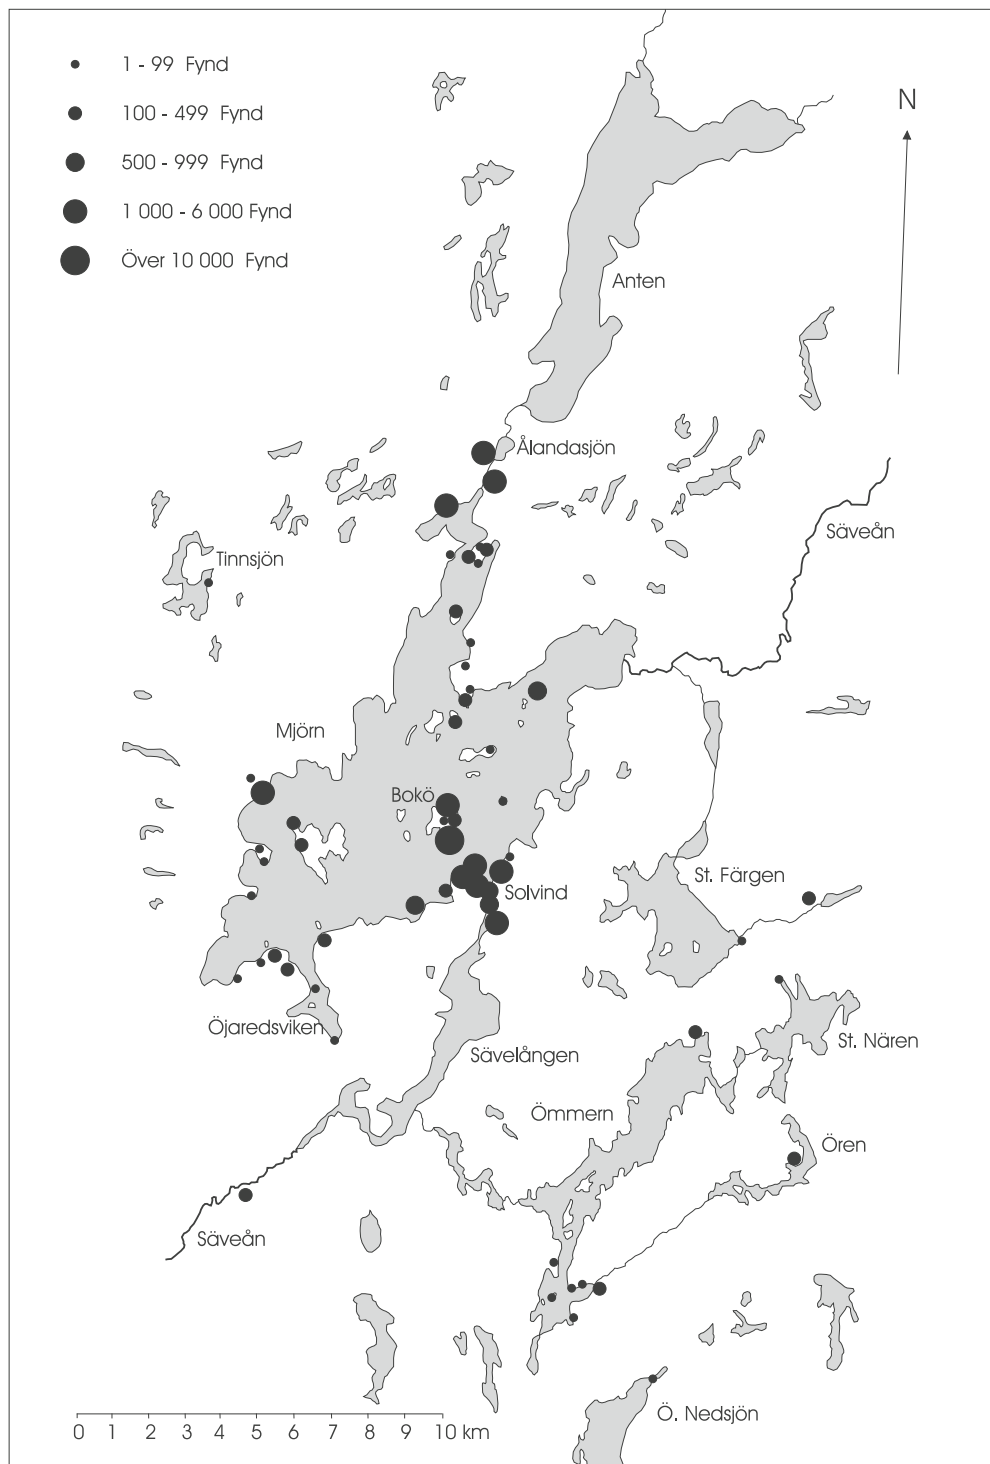 1 - 99 Fynd
100 - 499 Fynd
500 - 999 Fynd
1 000 - 6 000 Fynd
Över 10 000 Fynd
N
Anten
Ålandasjön
Säveån
Tinnsjön
Mjörn
Bokö
St. Färgen
Solvind
Öjaredsviken
Sävelången
St. Nären
Ömmern
Ören
Säveån
Ö. Nedsjön
0 1 2 3 4 5 6 7 8 9 10 km